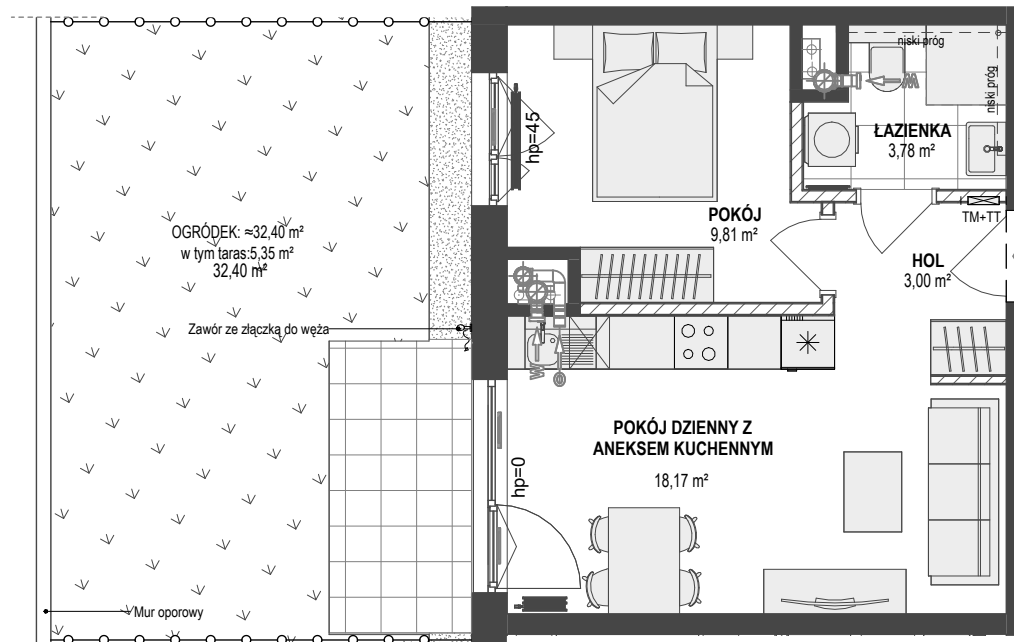 niski próg
niski próg
hp=45
ŁAZIENKA
3,78 m²
POKÓJ
9,81 m²
TM+TT
OGRÓDEK: ≈32,40 m²
w tym taras:5,35 m²
32,40 m²
HOL
3,00 m²
Zawór ze złączką do węża
W
W
O
POKÓJ DZIENNY Z
ANEKSEM KUCHENNYM
18,17 m²
hp=0
Mur oporowy